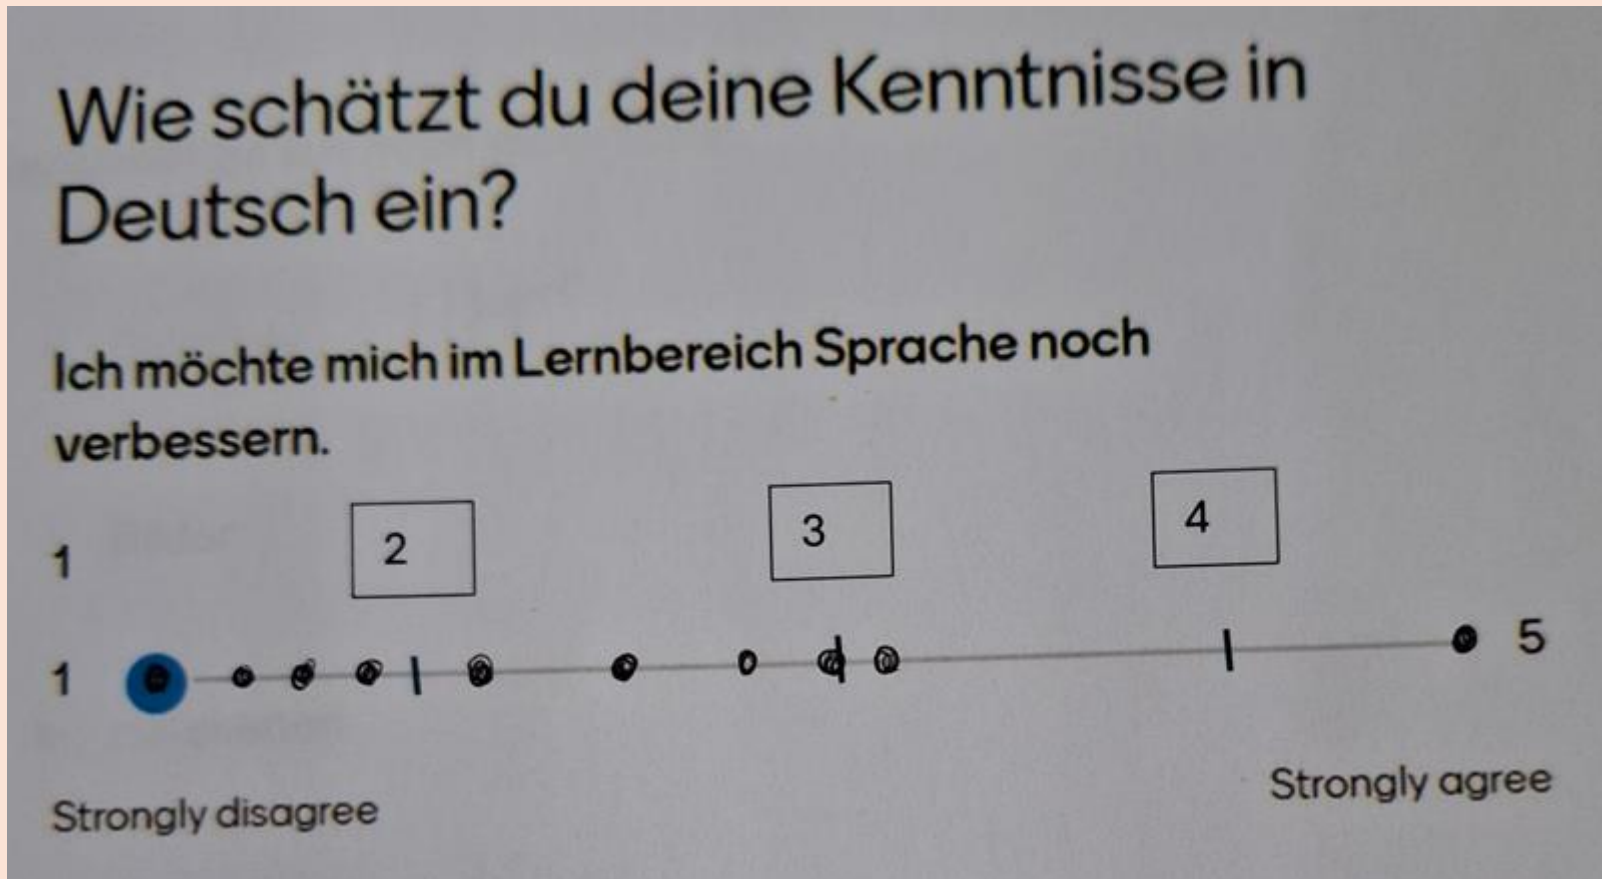 Wie schätzt du deine Kenntnisse in
Deutsch ein?
Ich möchte mich im Lernbereich Sprache noch
verbessern.
1 2 3 4
1 5
Strongly disagree Strongly agree